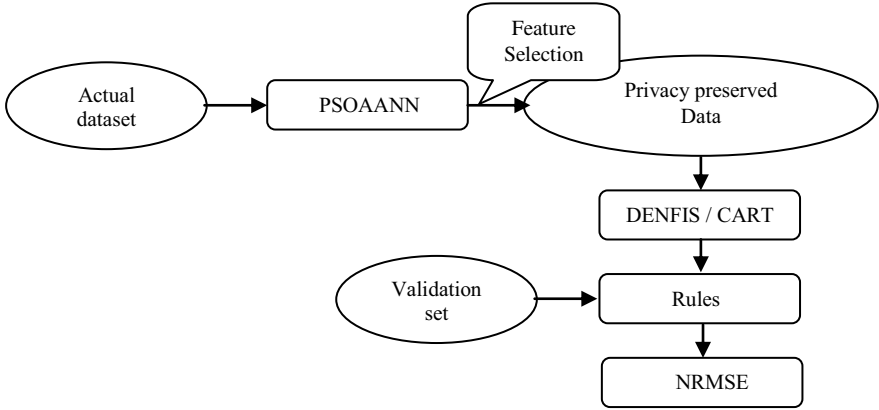 Feature
Selection
Actual
dataset
PSOAANN
Privacy preserved
Data
DENFIS / CART
Validation
set
Rules
NRMSE